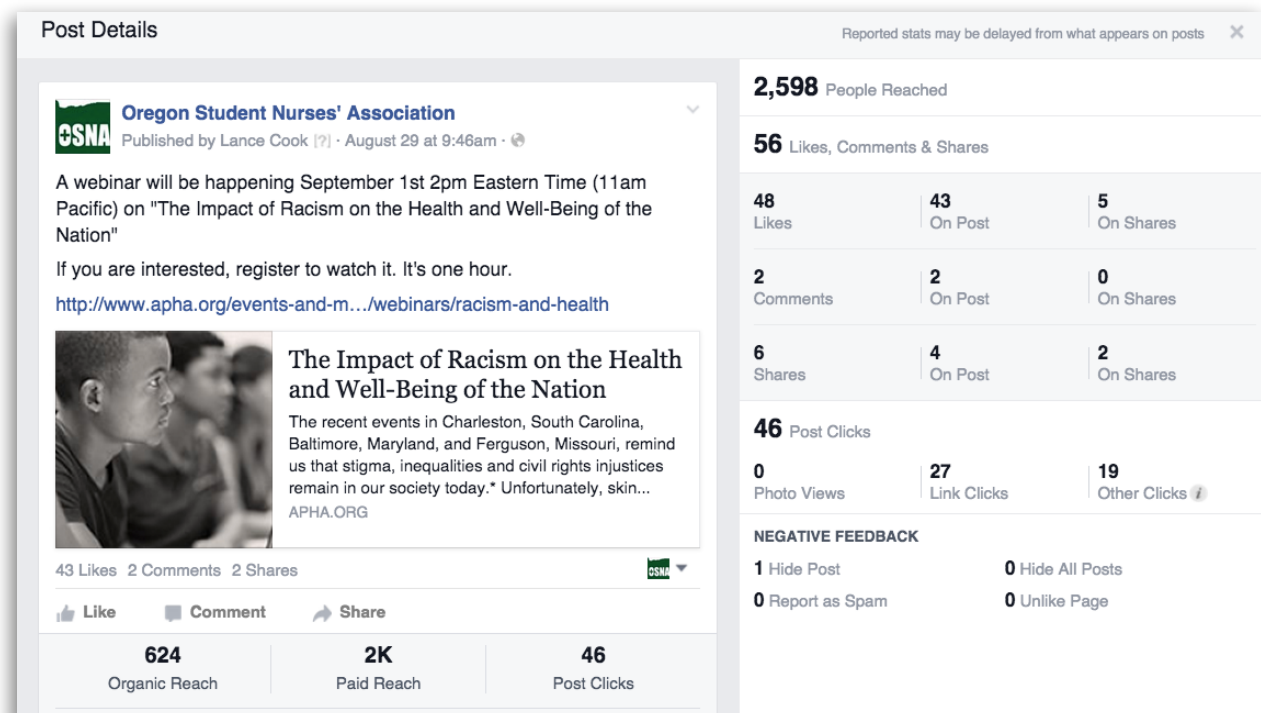 Post Details
Reported stats may be delayed from what appears on posts
OSNA
Oregon Student Nurses' Association
Published by Lance Cook [?] · August 29 at 9:46am ·
A webinar will be happening September 1st 2pm Eastern Time (11am
Pacific) on "The Impact of Racism on the Health and Well-Being of the
Nation"
If you are interested, register to watch it. It's one hour.
http://www.apha.org/events-and-m…/webinars/racism-and-health
The Impact of Racism on the Health
and Well-Being of the Nation
The recent events in Charleston, South Carolina,
Baltimore, Maryland, and Ferguson, Missouri, remind
us that stigma, inequalities and civil rights injustices
remain in our society today.* Unfortunately, skin...
APHA.ORG
43 Likes 2 Comments 2 Shares
OSNA
Like Comment Share
624 2K 46
Organic Reach Paid Reach Post Clicks
2,598 People Reached
56 Likes, Comments & Shares
48 43 5
Likes On Post On Shares
2 2 0
Comments On Post On Shares
6 4 2
Shares On Post On Shares
46 Post Clicks
0 27 19
Photo Views Link Clicks Other Clicks i
NEGATIVE FEEDBACK
1 Hide Post 0 Hide All Posts
0 Report as Spam 0 Unlike Page